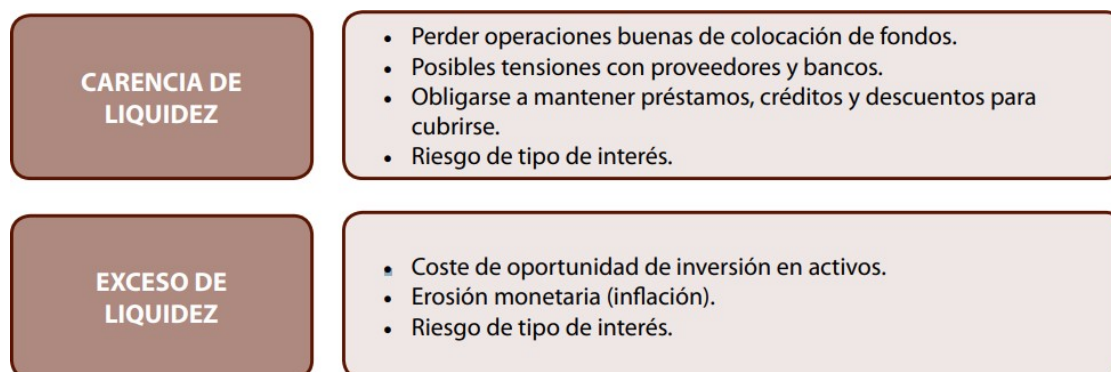 CARENCIA DE
LIQUIDEZ
• Perder operaciones buenas de colocación de fondos.
• Posibles tensiones con proveedores y bancos.
• Obligarse a mantener préstamos, créditos y descuentos para
cubrirse.
• Riesgo de tipo de interés.
EXCESO DE
LIQUIDEZ
• Coste de oportunidad de inversión en activos.
• Erosión monetaria (inflación).
• Riesgo de tipo de interés.